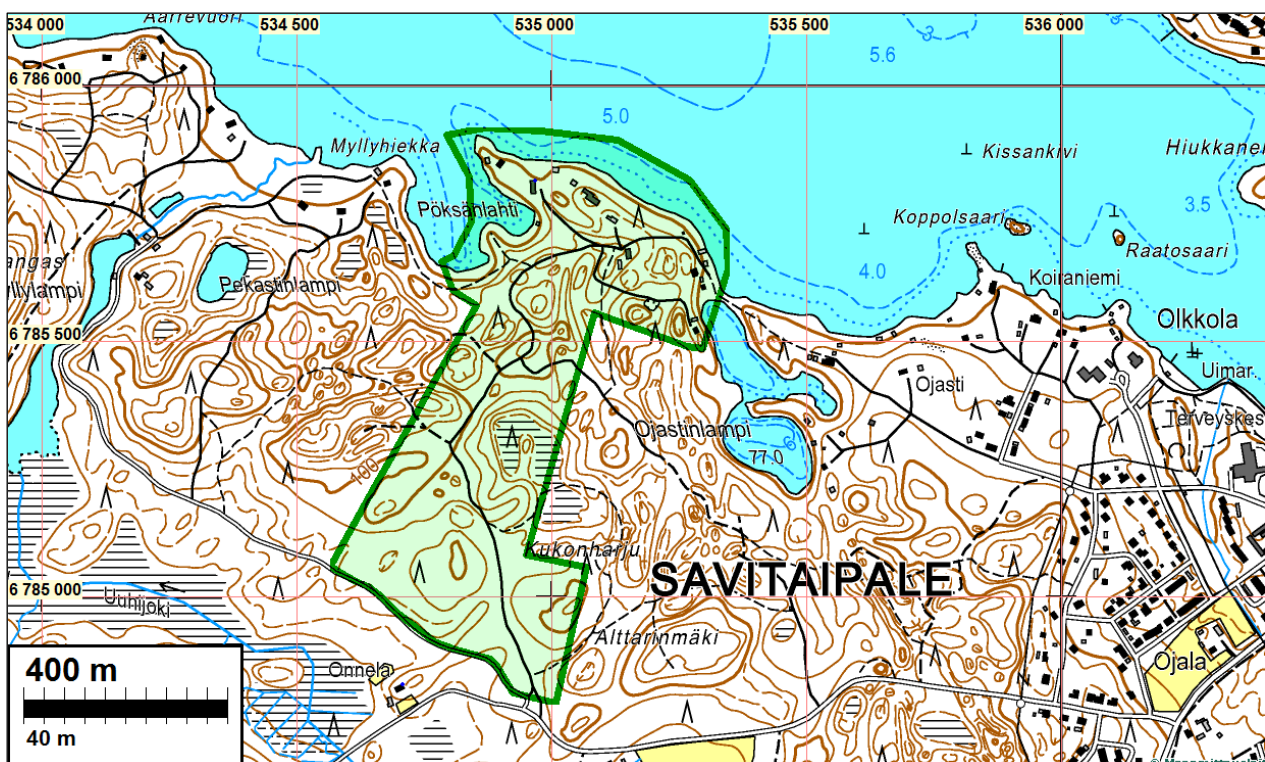 Aarrevuori
534 000
534 500
535 000
535 500
536 000
5.6
3
6 786 000
5.0
Myllyhiekka
Kissankivi
Pöksänlahti
Koppolsaari
3.5
Raatosaari
4.0
Koiraniemi
Pekastinlampi
Olkkola
6 785 500
Uimar.
Ojasti
Ojastinlampi
6
77.0
100
Kukonharju
SAVITAIPALE
6 785 000
Uuhijoki
Alttarinmäki
Ojala
Onnela
400 m
40 m